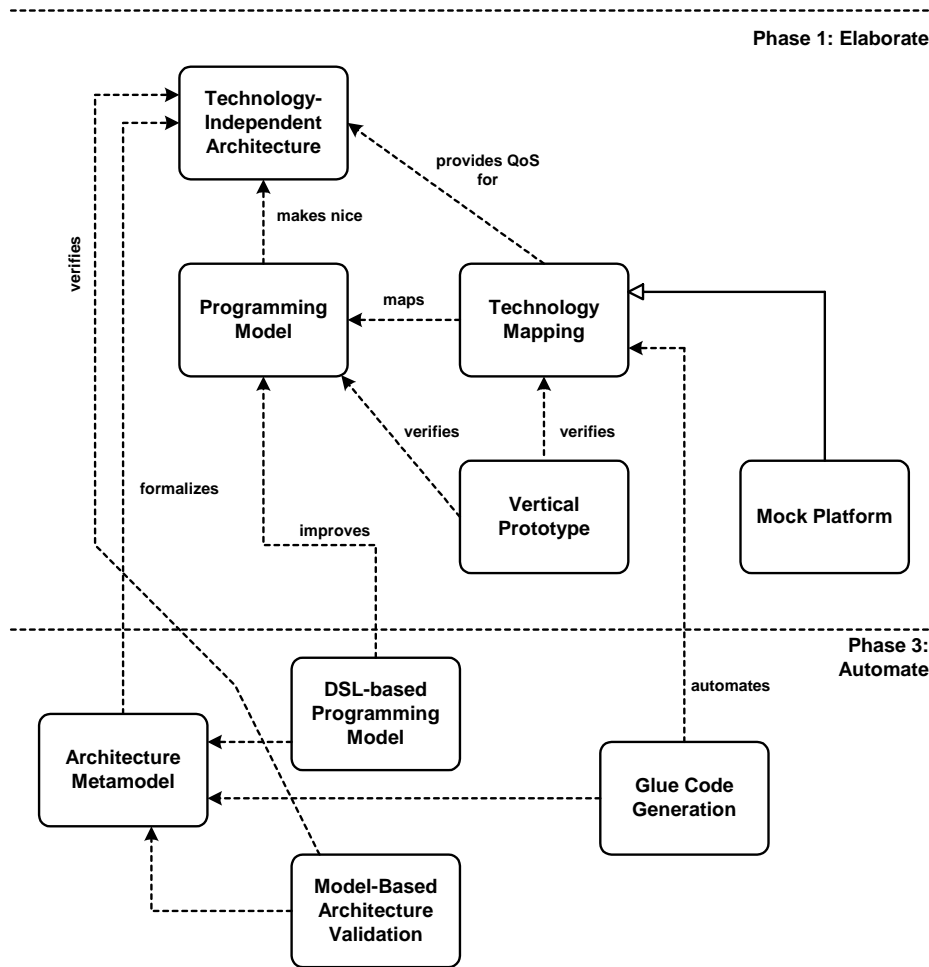 Phase 1: Elaborate
Technology-
Independent
Architecture
provides QoS
for
makes nice
verifies
Programming
Model
maps
Technology
Mapping
verifies
verifies
formalizes
Vertical
Prototype
Mock Platform
improves
Phase 3:
Automate
DSL-based
Programming
Model
automates
Architecture
Metamodel
Glue Code
Generation
Model-Based
Architecture
Validation